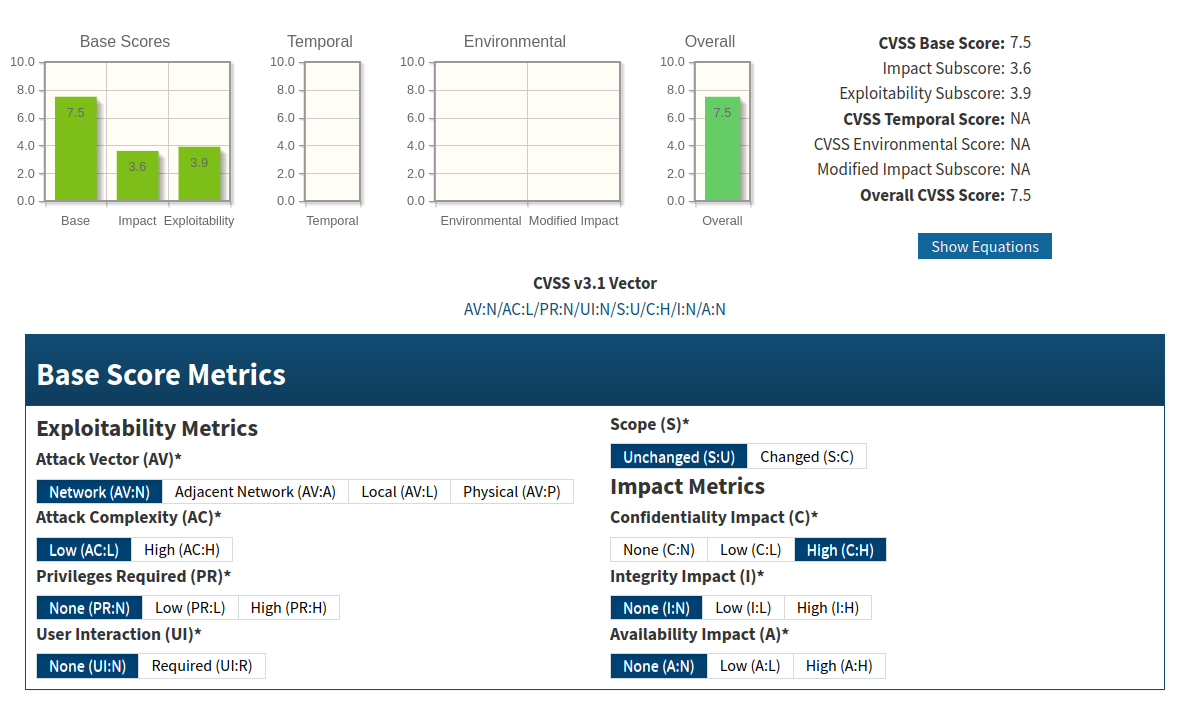 Base Scores
10.0
8.0
6.0
4.0
2.0
0.0
7.5
3.6
3.9
Base Impact Exploitability
Temporal
10.0
8.0
6.0
4.0
2.0
0.0
Temporal
Environmental
10.0
8.0
6.0
4.0
2.0
0.0
Environmental Modified Impact
Overall
10.0
8.0
6.0
4.0
2.0
0.0
7.5
Overall
CVSS Base Score: 7.5
Impact Subscore: 3.6
Exploitability Subscore: 3.9
CVSS Temporal Score: NA
CVSS Environmental Score: NA
Modified Impact Subscore: NA
Overall CVSS Score: 7.5
Show Equations
CVSS v3.1 Vector
AV:N/AC:L/PR:N/UI:N/S:U/C:H/I:N/A:N
Base Score Metrics
Exploitability Metrics
Attack Vector (AV)*
Network (AV:N) Adjacent Network (AV:A) Local (AV:L) Physical (AV:P)
Attack Complexity (AC)*
Low (AC:L) High (AC:H)
Privileges Required (PR)*
None (PR:N) Low (PR:L) High (PR:H)
User Interaction (UI)*
None (UI:N) Required (UI:R)
Scope (S)*
Unchanged (S:U) Changed (S:C)
Impact Metrics
Confidentiality Impact (C)*
None (C:N) Low (C:L) High (C:H)
Integrity Impact (I)*
None (I:N) Low (I:L) High (I:H)
Availability Impact (A)*
None (A:N) Low (A:L) High (A:H)